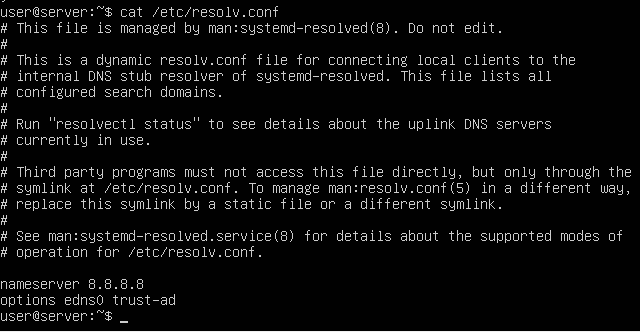 user@server:~$ cat /etc/resolv.conf
# This file is managed by man:systemd-resolved(8). Do not edit.
#
# This is a dynamic resolv.conf file for connecting local clients to the
# internal DNS stub resolver of systemd-resolved. This file lists all
# configured search domains.
#
# Run "resolvectl status" to see details about the uplink DNS servers
# currently in use.
#
# Third party programs must not access this file directly, but only through the
# symlink at /etc/resolv.conf. To manage man:resolv.conf(5) in a different way,
# replace this symlink by a static file or a different symlink.
#
# See man:systemd-resolved.service(8) for details about the supported modes of
# operation for /etc/resolv.conf.
nameserver 8.8.8.8
options edns0 trust-ad
user@server:~$ _